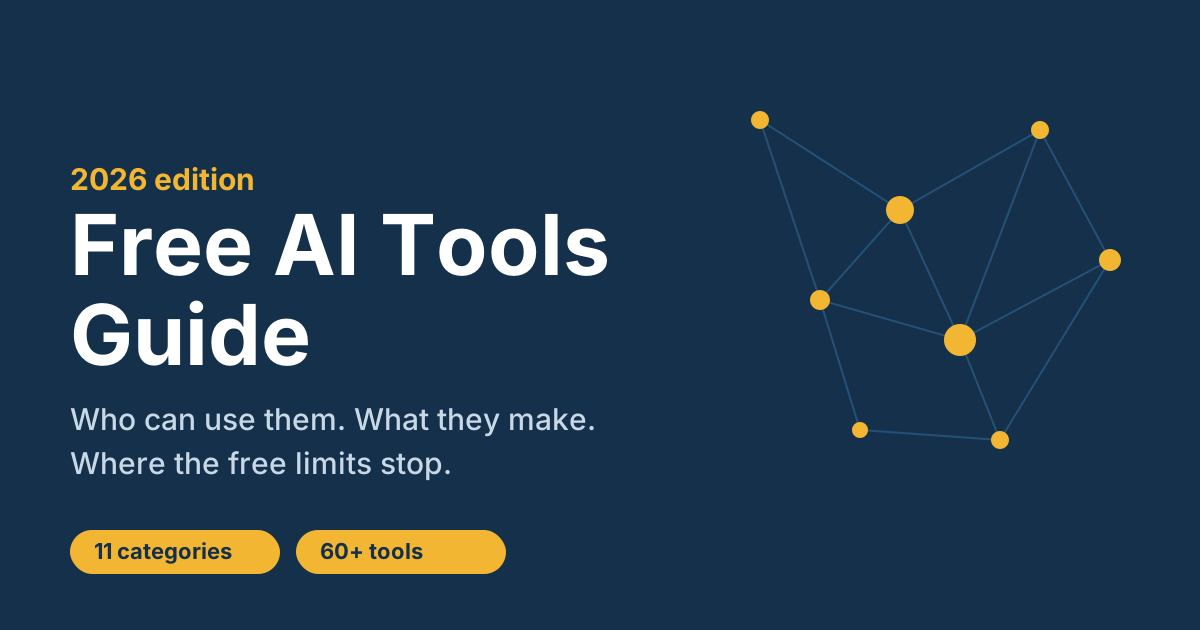 2026 edition
Free AI Tools
Guide
Who can use them. What they make.
Where the free limits stop.
11 categories
60+ tools